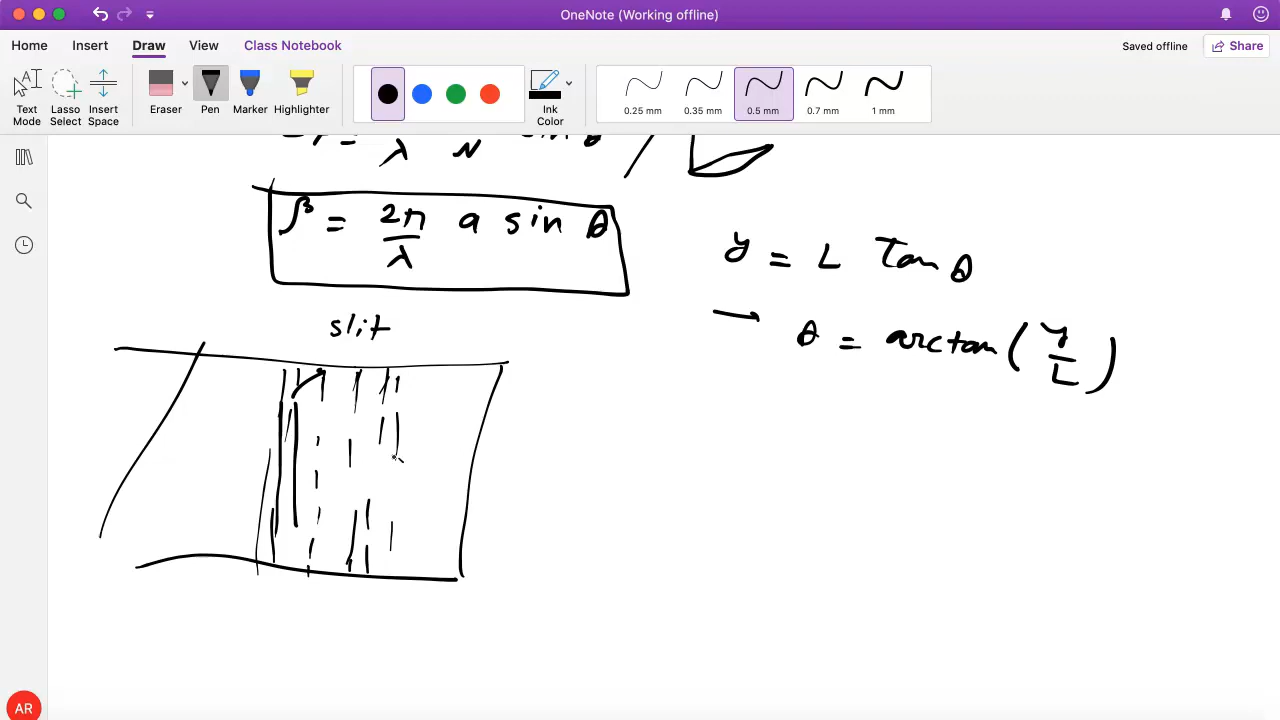 OneNote (Working offline)
Home Insert Draw View Class Notebook
Saved offline
Share
Text Mode
Lasso Select
Insert Space
Eraser
Pen
Marker
Highlighter
Ink Color
0.25 mm
0.35 mm
0.5 mm
0.7 mm
1 mm
λ N sin θ
β = 2π/λ a sin θ
y = L Tan θ
→ θ = arctan (y/L)
slit
AR